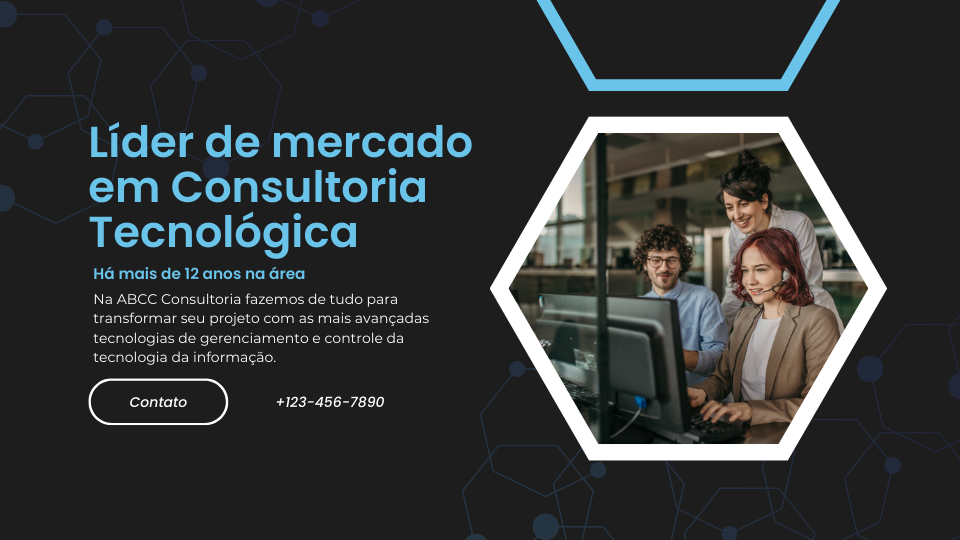 Líder de mercado
em Consultoria
Tecnológica
Há mais de 12 anos na área
Na ABCC Consultoria fazemos de tudo para
transformar seu projeto com as mais avançadas
tecnologias de gerenciamento e controle da
tecnologia da informação.
Contato
+123-456-7890